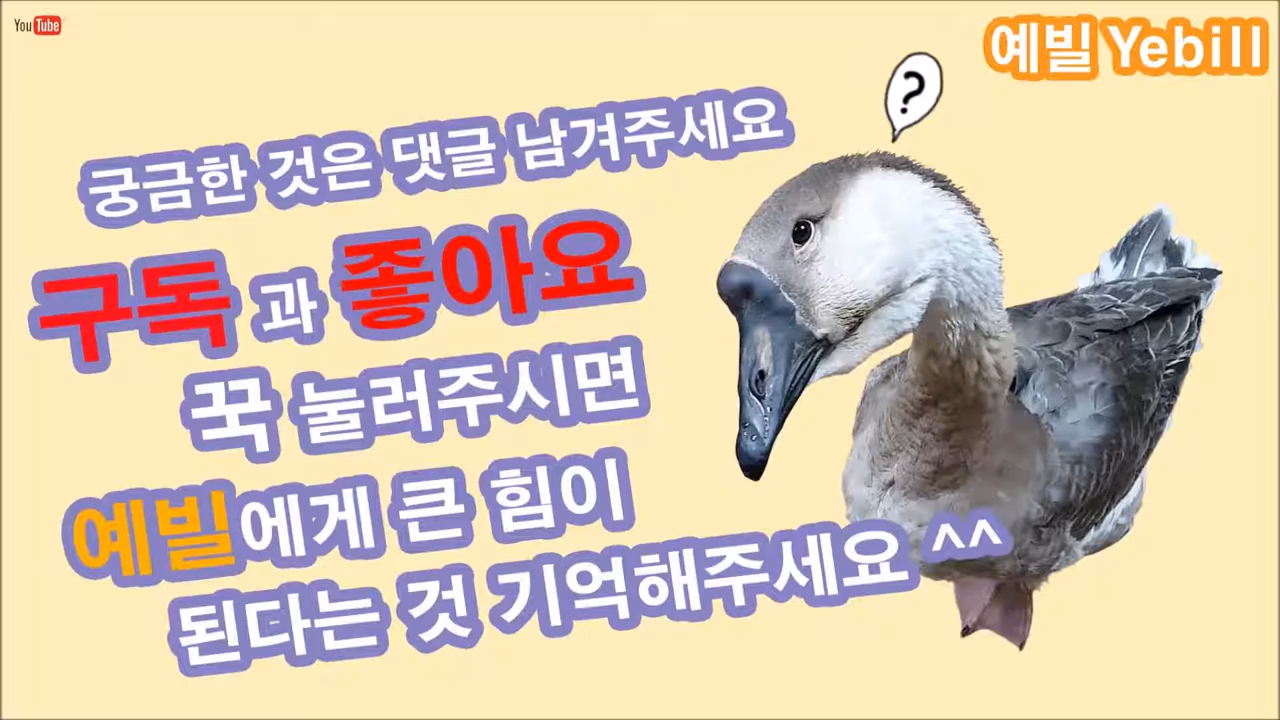 YouTube
예빌 Yebill
?
궁금한 것은 댓글 남겨주세요
구독 과 좋아요
꾹 눌러주시면
예빌에게 큰 힘이
된다는 것 기억해주세요 ^^